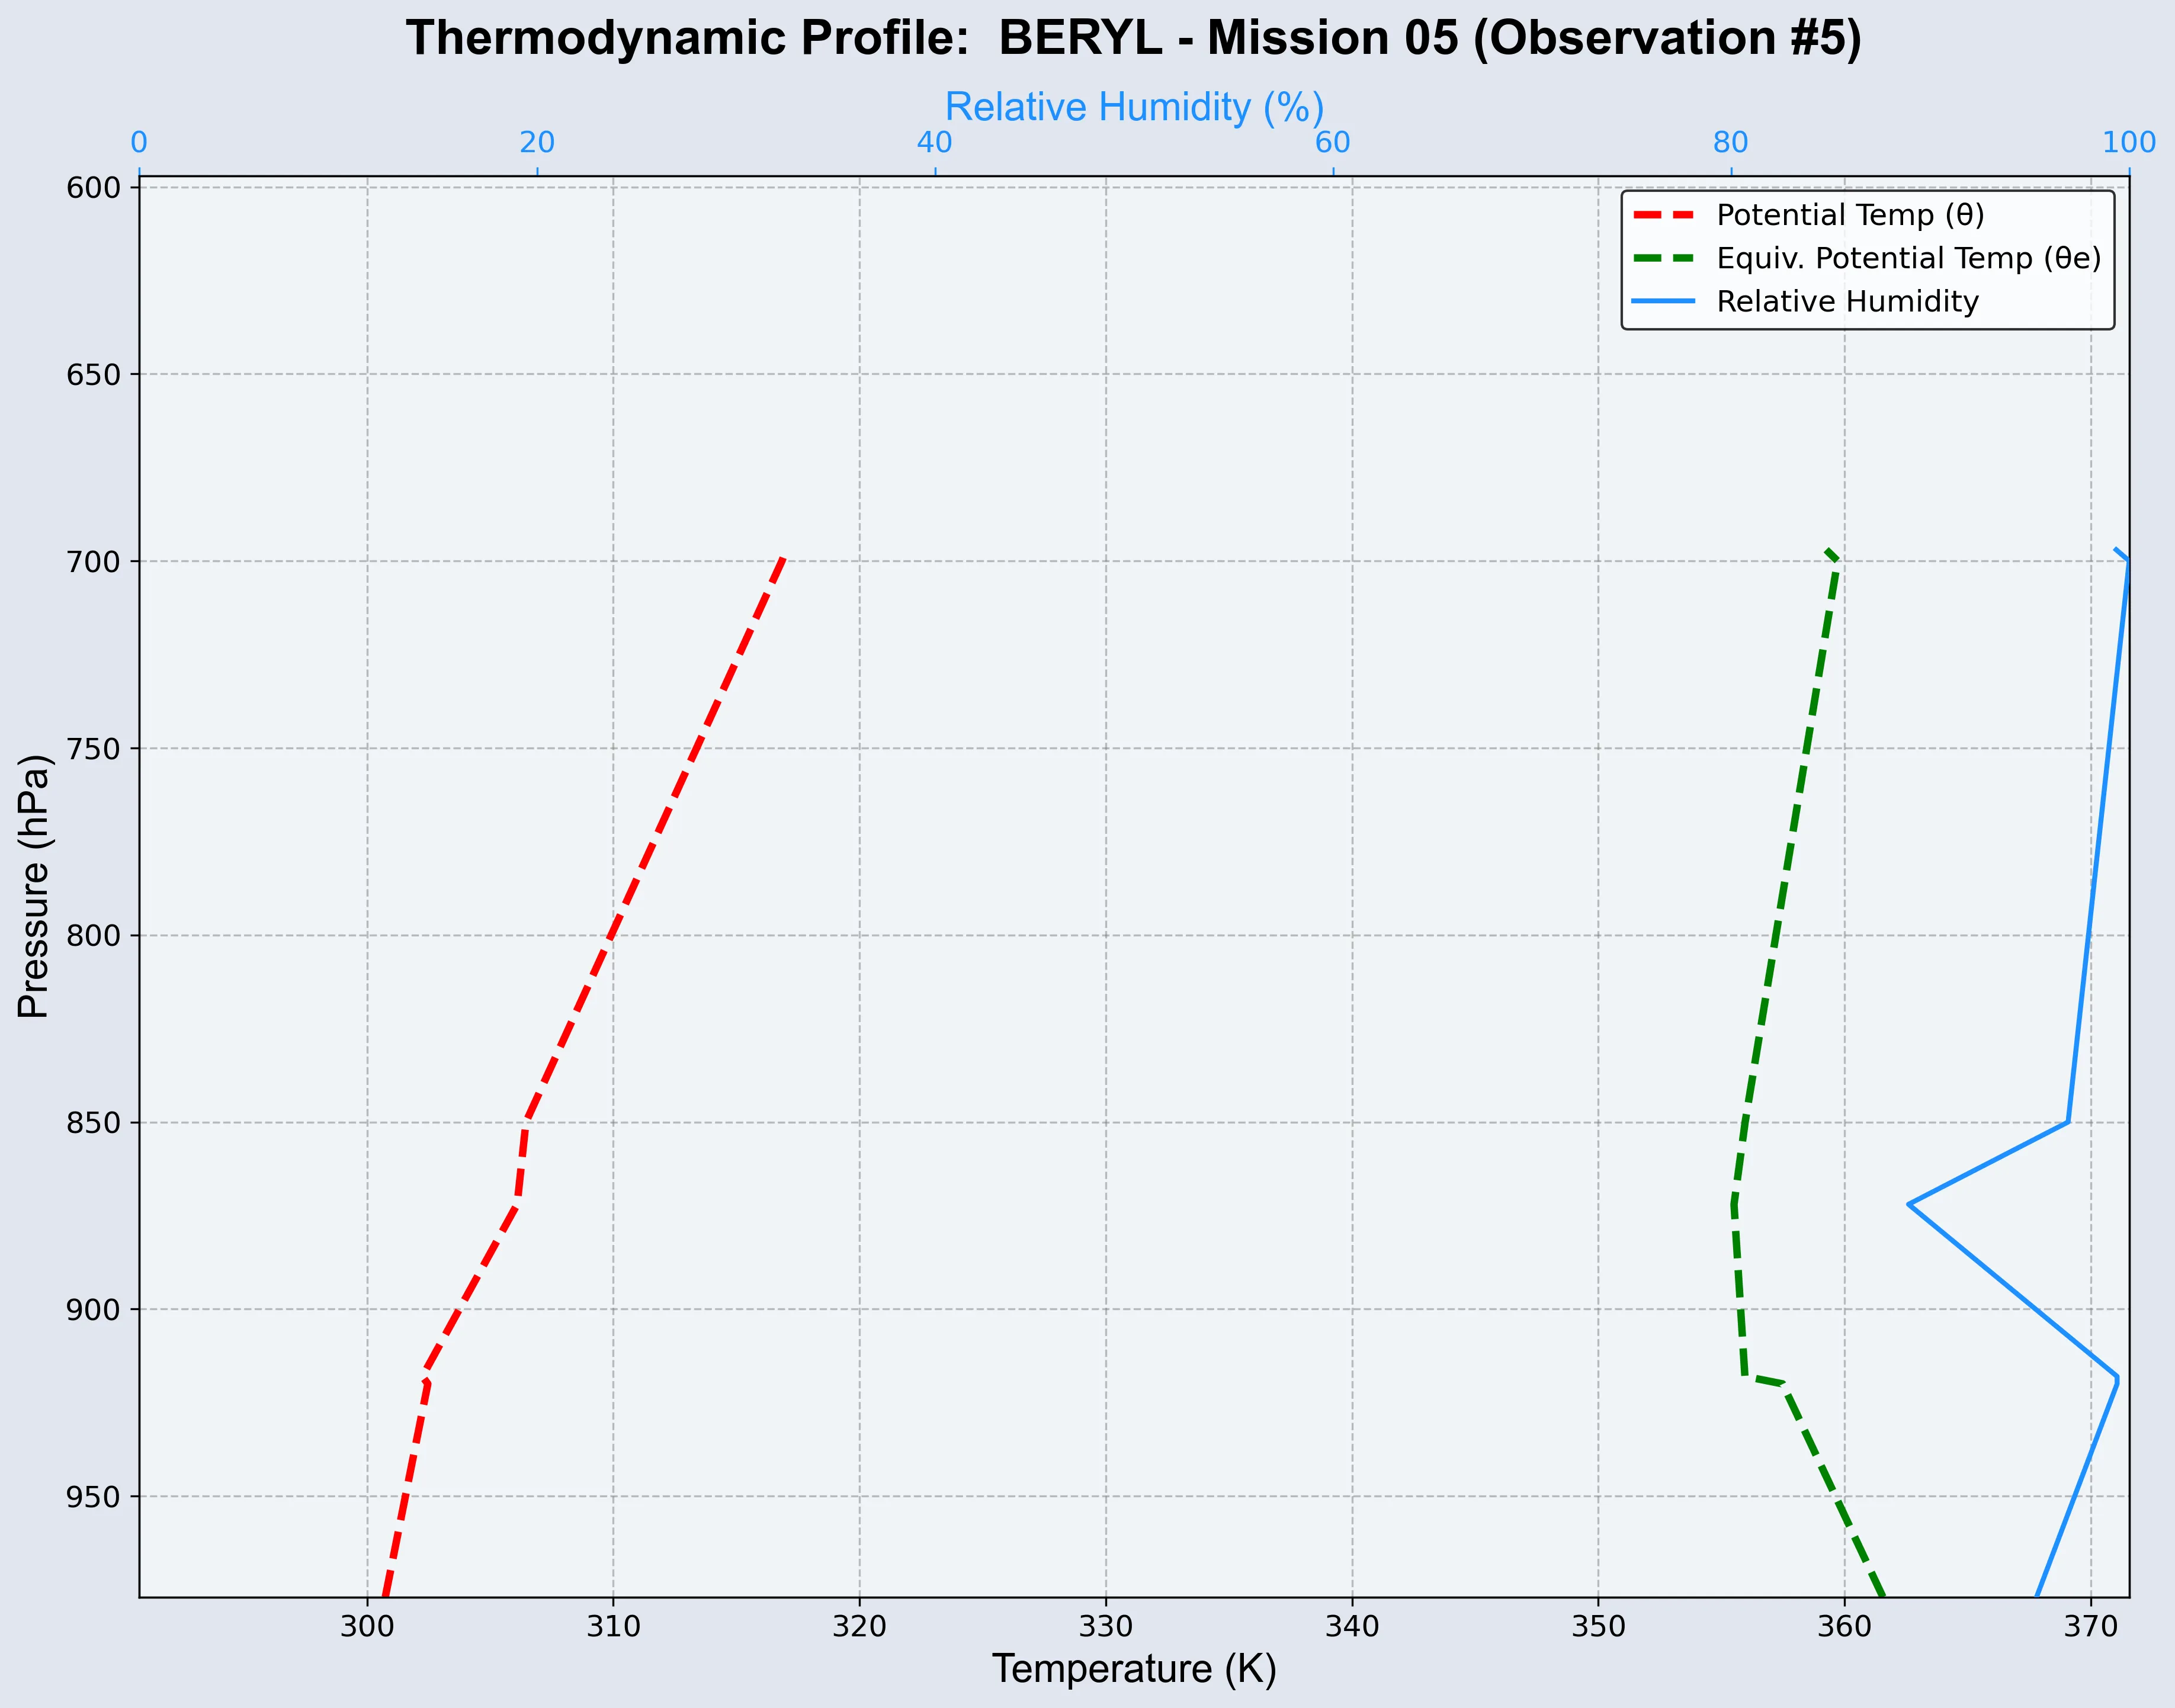 Thermodynamic Profile:  BERYL - Mission 05 (Observation #5)
Relative Humidity (%)
0 20 40 60 80 100
Potential Temp (θ)
Equiv. Potential Temp (θe)
Relative Humidity
Pressure (hPa)
600
650
700
750
800
850
900
950
300 310 320 330 340 350 360 370
Temperature (K)